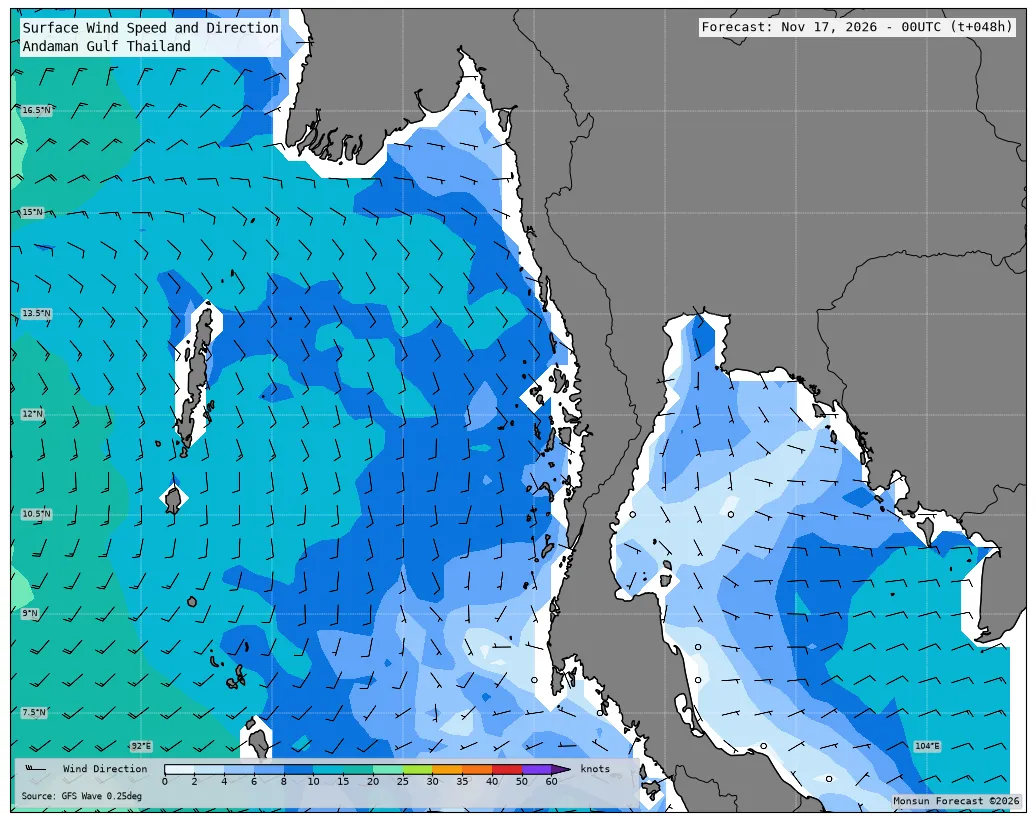 Surface Wind Speed and Direction
Andaman Gulf Thailand
Forecast: Nov 17, 2026 - 00UTC (t+048h)
16.5°N
15°N
13.5°N
12°N
10.5°N
9°N
7.5°N
92°E
104°E
Wind Direction
0 2 4 6 8 10 15 20 25 30 35 40 50 60
knots
Source: GFS Wave 0.25deg
Monsun Forecast ©2026